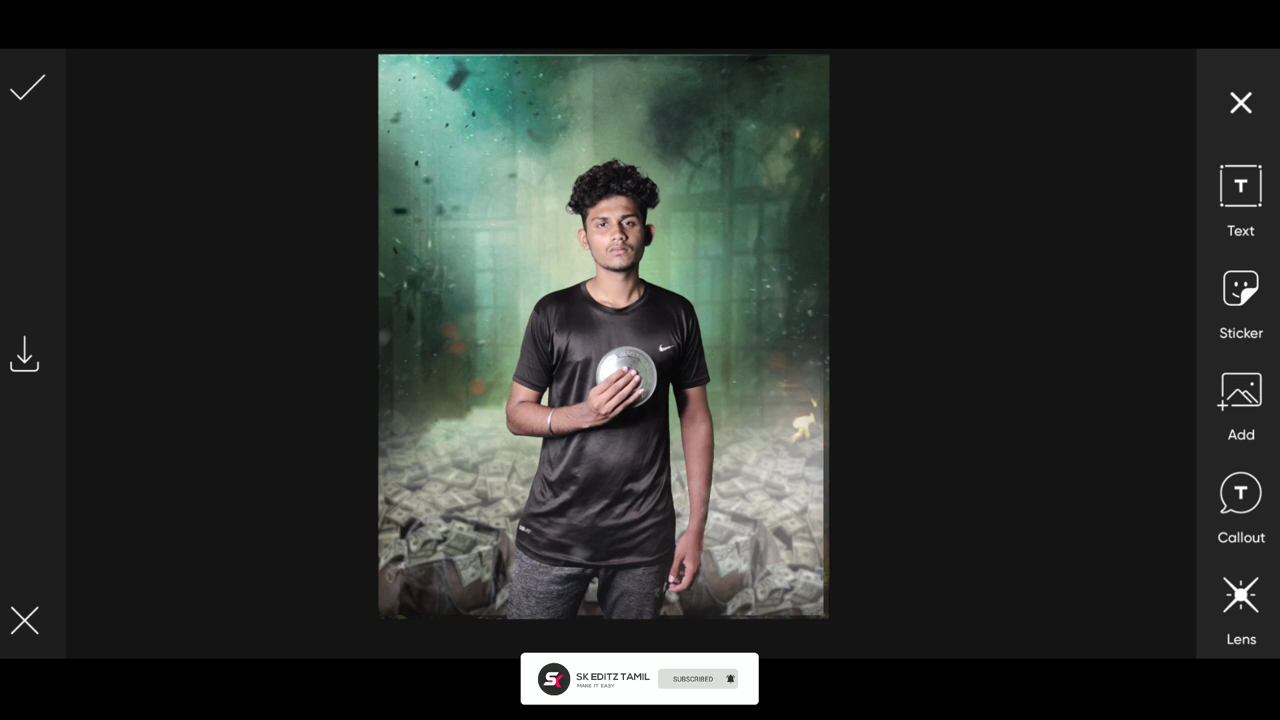 T
Text
Sticker
Add
T
Callout
Lens
SK EDITZ TAMIL
MAKE IT EASY
SUBSCRIBED